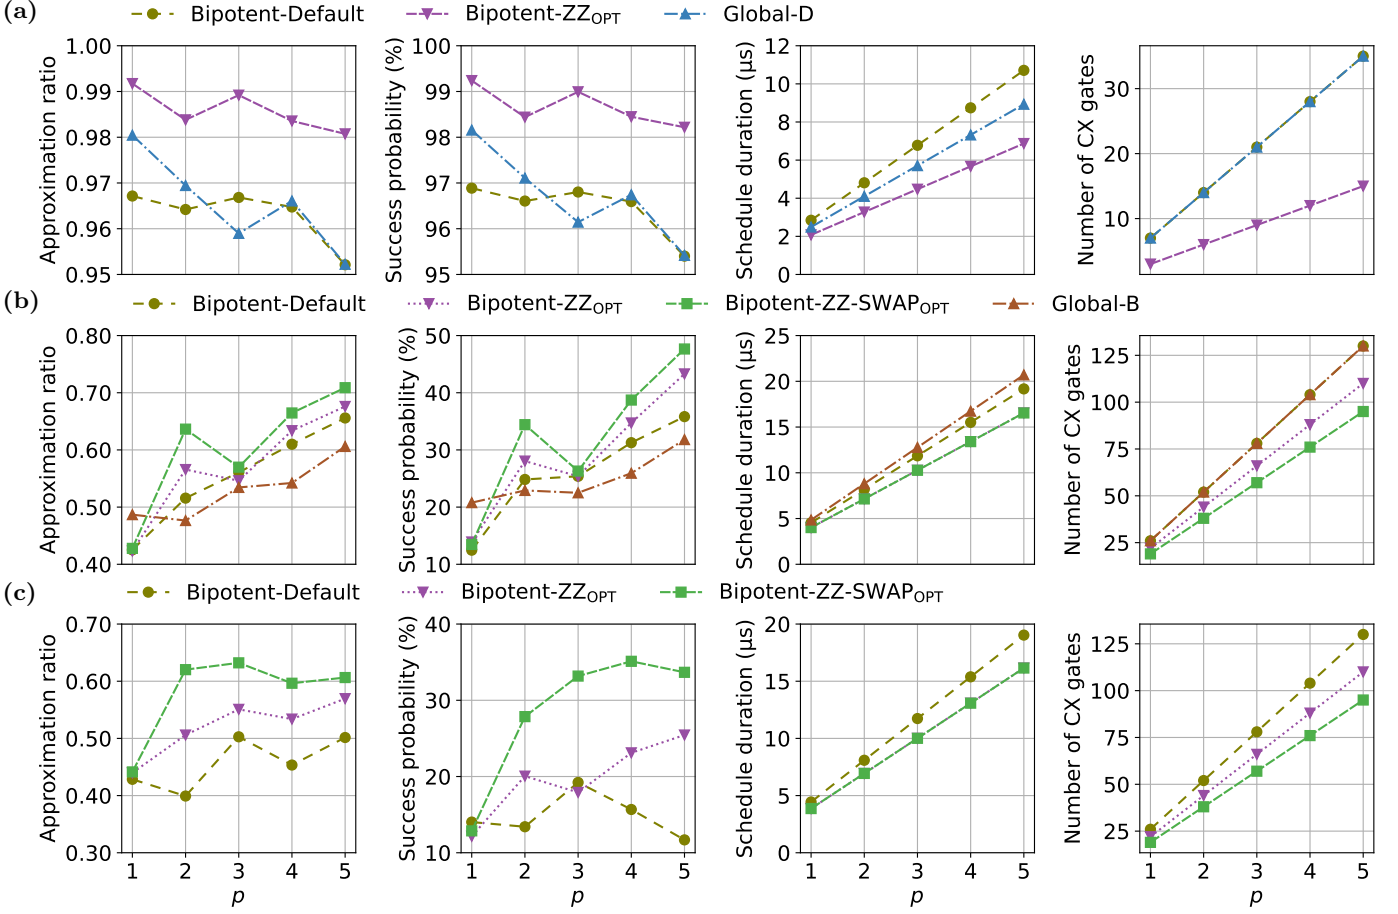 (a)
Bipotent-Default
Bipotent-ZZOPT
Global-D
Approximation ratio
1.00
0.99
0.98
0.97
0.96
0.95
Success probability (%)
100
99
98
97
96
95
Schedule duration (μs)
12
10
8
6
4
2
0
Number of CX gates
30
20
10
(b)
Bipotent-Default
Bipotent-ZZOPT
Bipotent-ZZ-SWAPOPT
Global-B
Approximation ratio
0.80
0.70
0.60
0.50
0.40
Success probability (%)
50
40
30
20
10
Schedule duration (μs)
25
20
15
10
5
0
Number of CX gates
125
100
75
50
25
(c)
Bipotent-Default
Bipotent-ZZOPT
Bipotent-ZZ-SWAPOPT
Approximation ratio
0.70
0.60
0.50
0.40
0.30
1 2 3 4 5
p
Success probability (%)
40
30
20
10
1 2 3 4 5
p
Schedule duration (μs)
20
15
10
5
0
1 2 3 4 5
p
Number of CX gates
125
100
75
50
25
1 2 3 4 5
p